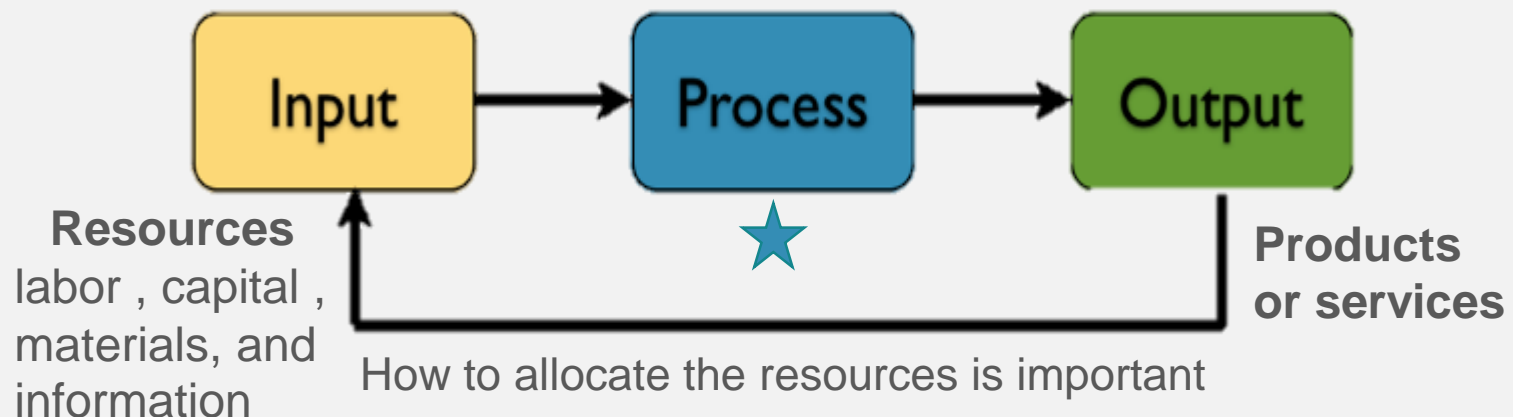 Input
Process
Output
Resources
labor , capital ,
materials, and
information
Products
or services
How to allocate the resources is important